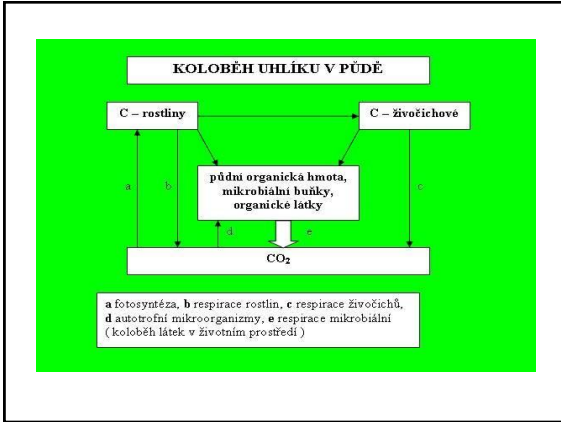 KOLOBĚH UHLÍKU V PŮDĚ
C – rostliny
C – živočichové
půdní organická hmota,
mikrobiální buňky,
organické látky
a
b
c
d
e
CO₂
a fotosyntéza, b respirace rostlin, c respirace živočichů,
d autotrofní mikroorganizmy, e respirace mikrobiální
( koloběh látek v životním prostředí )